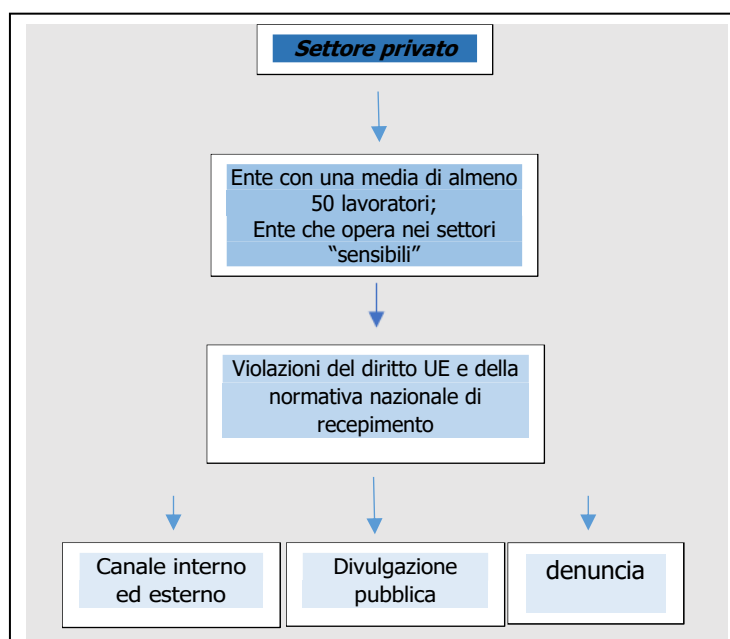 Settore privato
Ente con una media di almeno
50 lavoratori;
Ente che opera nei settori
“sensibili”
Violazioni del diritto UE e della
normativa nazionale di
recepimento
Canale interno
ed esterno
Divulgazione
pubblica
denuncia